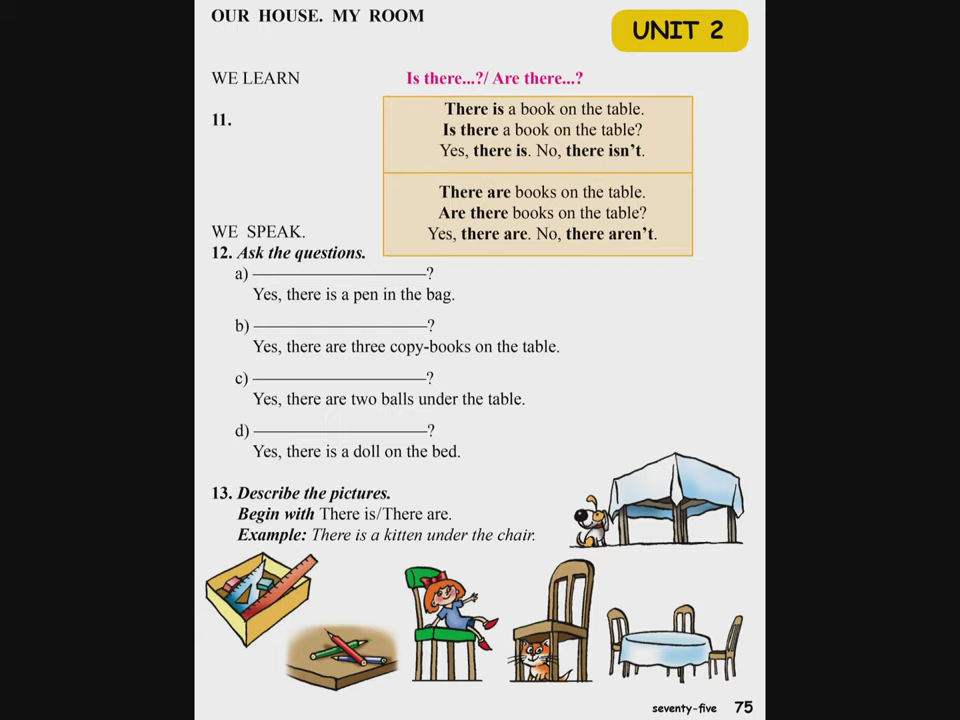 OUR HOUSE. MY ROOM
UNIT 2
WE LEARN
Is there...?/ Are there...?
11.
There is a book on the table.
Is there a book on the table?
Yes, there is. No, there isn't.
There are books on the table.
Are there books on the table?
Yes, there are. No, there aren't.
WE SPEAK.
12. Ask the questions.
a) ?
Yes, there is a pen in the bag.
b) ?
Yes, there are three copy-books on the table.
c) ?
Yes, there are two balls under the table.
d) ?
Yes, there is a doll on the bed.
13. Describe the pictures.
Begin with There is/There are.
Example: There is a kitten under the chair.
seventy-five 75